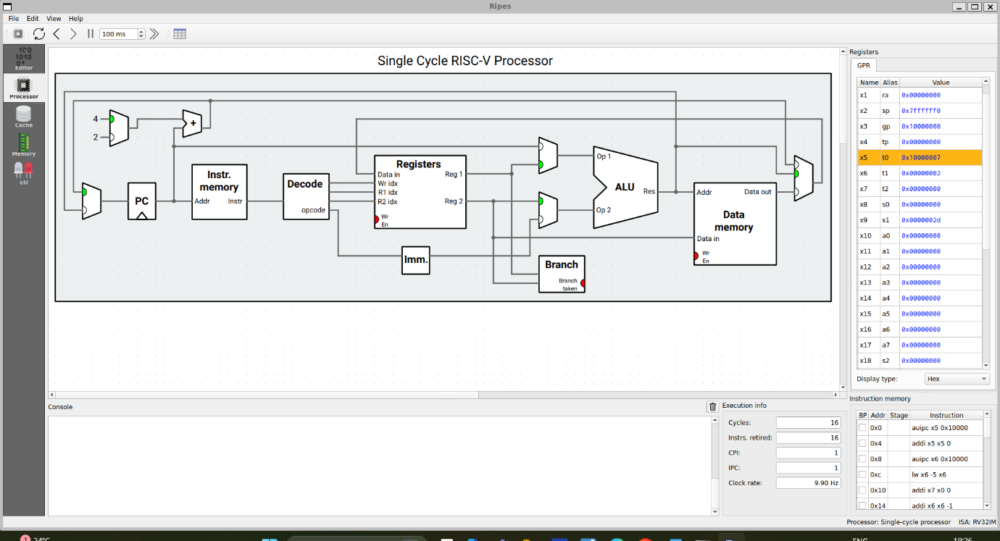 Ripes
File Edit View Help
100 ms
Editor
Processor
Cache
Memory
I/O
Single Cycle RISC-V Processor
4
2
+
PC
Instr.
memory
Addr Instr
Decode
opcode
Registers
Data in
Wr idx
R1 idx
R2 idx
Wr
En
Reg 1
Reg 2
Imm.
Op 1
ALU
Res
Op 2
Branch
Branch
taken
Addr Data out
Data
memory
Data in
Wr
En
Registers
GPR
Name Alias Value
x1 ra 0x00000000
x2 sp 0x7ffffff0
x3 gp 0x10000000
x4 tp 0x00000000
x5 t0 0x10000007
x6 t1 0x00000002
x7 t2 0x00000000
x8 s0 0x00000000
x9 s1 0x0000002d
x10 a0 0x00000000
x11 a1 0x00000000
x12 a2 0x00000000
x13 a3 0x00000000
x14 a4 0x00000000
x15 a5 0x00000000
x16 a6 0x00000000
x17 a7 0x00000000
x18 s2 0x00000000
Display type: Hex
Console
Execution info
Cycles: 16
Instrs. retired: 16
CPI: 1
IPC: 1
Clock rate: 9.90 Hz
Instruction memory
BP Addr Stage Instruction
0x0 auipc x5 0x10000
0x4 addi x5 x5 0
0x8 auipc x6 0x10000
0xc lw x6 -5 x6
0x10 addi x7 x0 0
0x14 addi x6 x6 -1
Processor: Single-cycle processor ISA: RV32IM
1 24°C
ENG
19:26